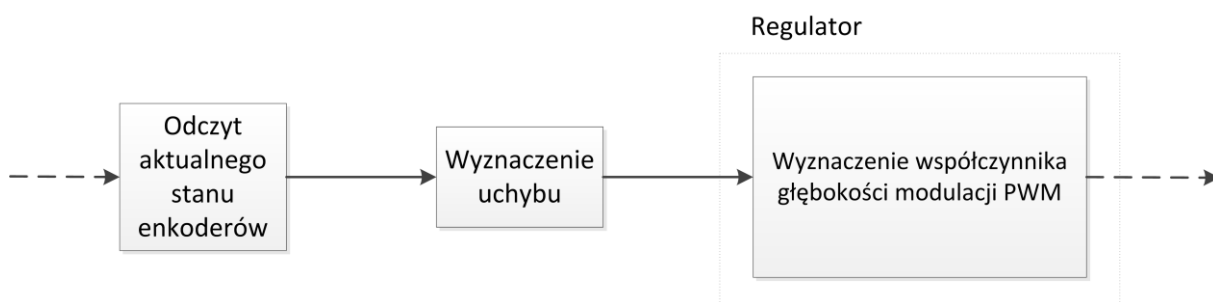 Regulator
Odczyt
aktualnego
stanu
enkoderów
Wyznaczenie
uchybu
Wyznaczenie współczynnika
głębokości modulacji PWM